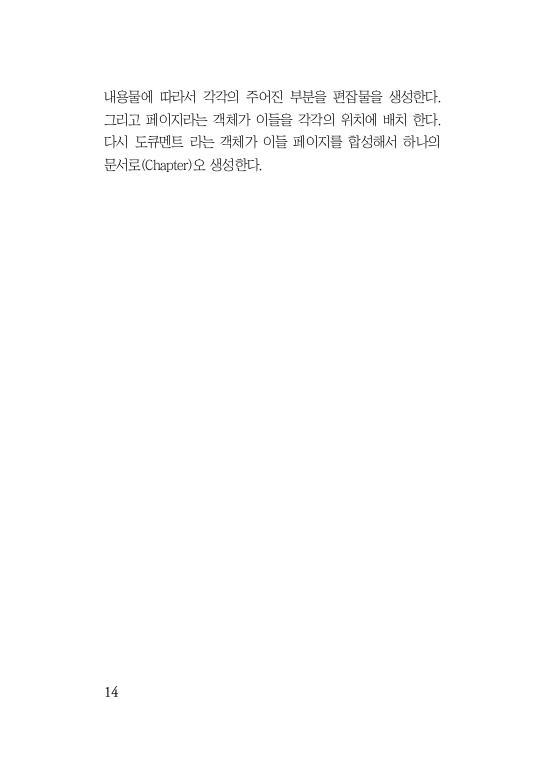 내용물에 따라서 각각의 주어진 부분을 편잡물을 생성한다.
그리고 페이지라는 객체가 이들을 각각의 위치에 배치 한다.
다시 도큐멘트 라는 객체가 이들 페이지를 합성해서 하나의
문서로(Chapter)오 생성한다.
14